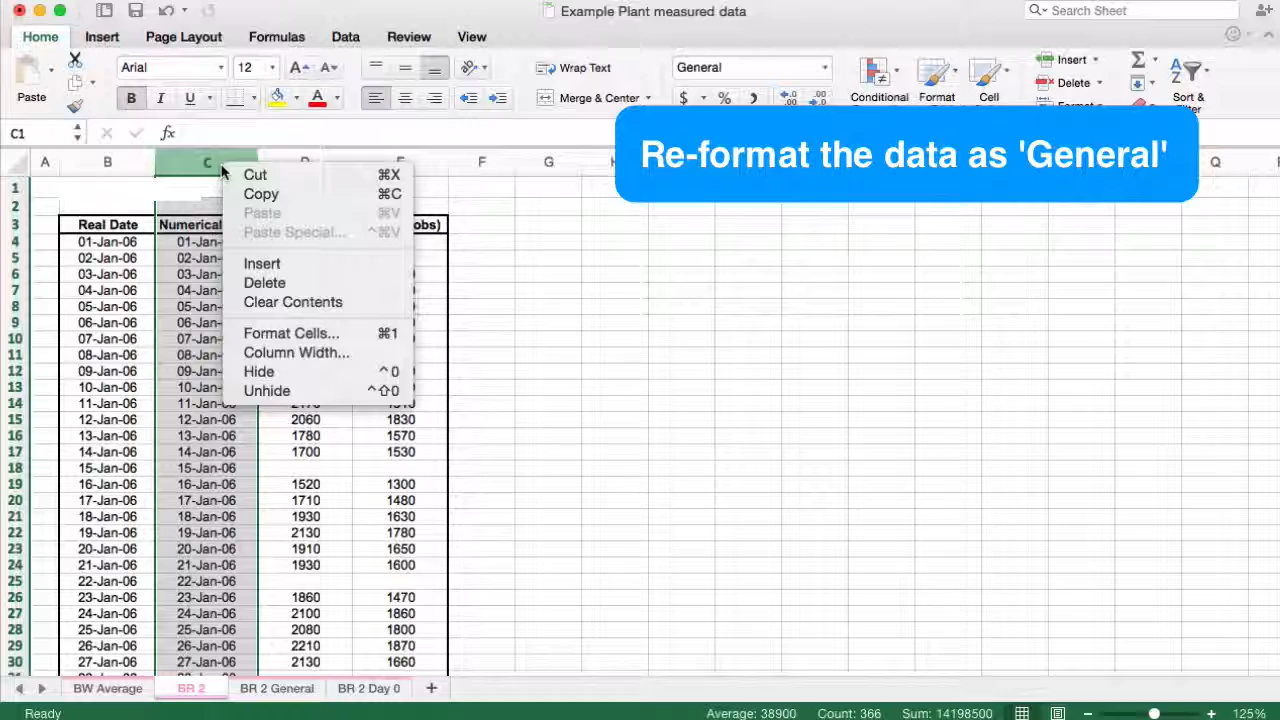 Example Plant measured data
Search Sheet
Home Insert Page Layout Formulas Data Review View
Arial 12 Wrap Text General
Paste B I U Merge & Center $ % Conditional Format Cell Insert Delete Format Sort & Filter
Re-format the data as 'General'
C1 fx
A B C D E F G H Q
Cut ⌘X
Copy ⌘C
Paste ⌘V
Paste Special... ^⌘V
Insert
Delete
Clear Contents
Format Cells... ⌘1
Column Width...
Hide ^0
Unhide ^⇧0
1
2
3 Real Date Numerical obs)
4 01-Jan-06 01-Jan
5 02-Jan-06 02-Jan
6 03-Jan-06 03-Jan
7 04-Jan-06 04-Jan
8 05-Jan-06 05-Jan
9 06-Jan-06 06-Jan
10 07-Jan-06 07-Jan
11 08-Jan-06 08-Jan
12 09-Jan-06 09-Jan
13 10-Jan-06 10-Jan
14 11-Jan-06 11-Jan-06
15 12-Jan-06 12-Jan-06 2060 1830
16 13-Jan-06 13-Jan-06 1780 1570
17 14-Jan-06 14-Jan-06 1700 1530
18 15-Jan-06 15-Jan-06
19 16-Jan-06 16-Jan-06 1520 1300
20 17-Jan-06 17-Jan-06 1710 1480
21 18-Jan-06 18-Jan-06 1930 1630
22 19-Jan-06 19-Jan-06 2130 1780
23 20-Jan-06 20-Jan-06 1910 1650
24 21-Jan-06 21-Jan-06 1930 1600
25 22-Jan-06 22-Jan-06
26 23-Jan-06 23-Jan-06 1860 1470
27 24-Jan-06 24-Jan-06 2100 1860
28 25-Jan-06 25-Jan-06 2080 1800
29 26-Jan-06 26-Jan-06 2210 1870
30 27-Jan-06 27-Jan-06 2130 1660
BW Average BR 2 BR 2 General BR 2 Day 0 +
Ready Average: 38900 Count: 366 Sum: 14198500 125%